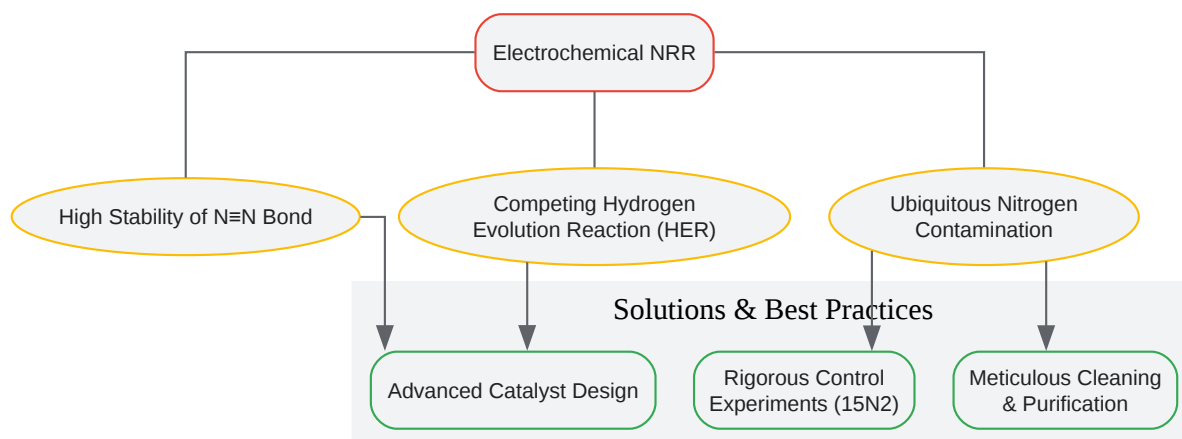 Electrochemical NRR
High Stability of N≡N Bond
Competing Hydrogen
Evolution Reaction (HER)
Ubiquitous Nitrogen
Contamination
Solutions & Best Practices
Advanced Catalyst Design
Rigorous Control
Experiments (15N2)
Meticulous Cleaning
& Purification